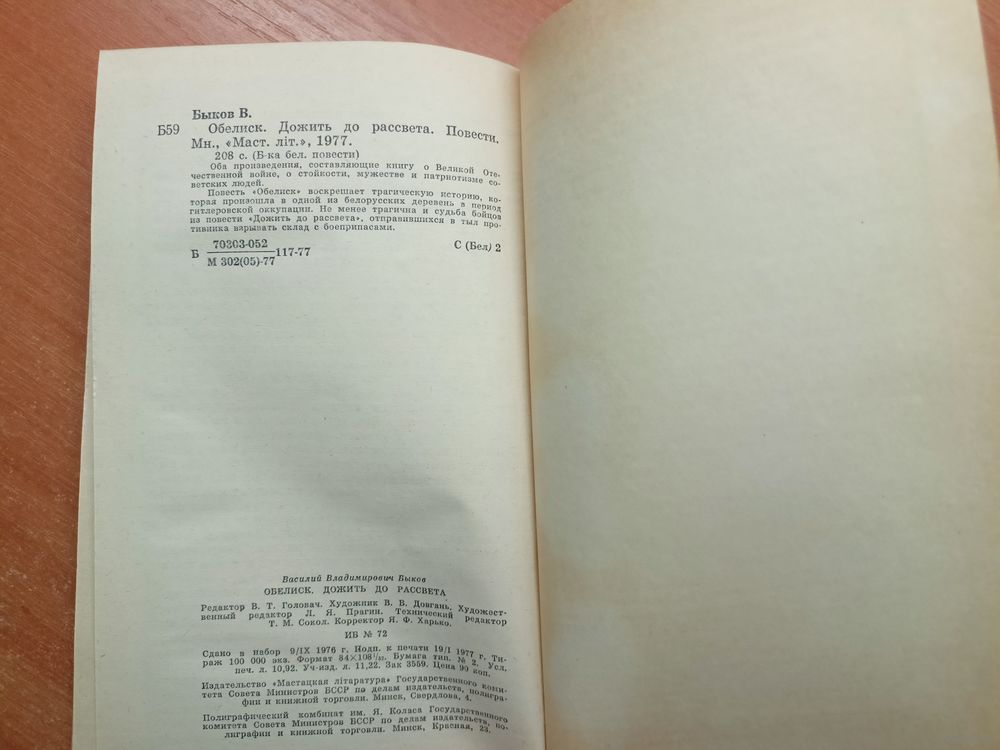 Быков В.
Б59 Обелиск. Дожить до рассвета. Повести.
Мн., «Маст. літ.», 1977.
208 с. (Б-ка бел. повести)
Оба произведения, составляющие книгу о Великой Оте-
чественной войне, о стойкости, мужестве и патриотизме со-
ветских людей.
Повесть «Обелиск» воскрешает трагическую историю, ко-
торая произошла в одной из белорусских деревень в период
гитлеровской оккупации. Не менее трагична и судьба бойцов
из повести «Дожить до рассвета», отправившихся в тыл про-
тивника взрывать склад с боеприпасами.
70303-052
Б 117-77 С (Бел) 2
М 302(05)-77
Василий Владимирович Быков
ОБЕЛИСК. ДОЖИТЬ ДО РАССВЕТА
Редактор В. Т. Головач. Художник В. В. Довгань. Художест-
венный редактор Л. Я. Прагин. Технический редактор
Т. М. Сокол. Корректор Я. Ф. Харько.
ИБ № 72
Сдано в набор 9/IX 1976 г. Подп. к печати 19/I 1977 г. Ти-
раж 100 000 экз. Формат 84×108¹/₃₂. Бумага тип. № 2. Усл.
печ. л. 10,92. Уч-изд. л. 11,22. Зак 3559. Цена 90 коп.
Издательство «Мастацкая літаратура» Государственного коми-
тета Совета Министров БССР по делам издательств, полигра-
фии и книжной торговли. Минск, Свердлова, 4.
Полиграфический комбинат им. Я. Коласа Государственного
комитета Совета Министров БССР по делам издательств, по-
лиграфии и книжной торговли. Минск, Красная, 23.